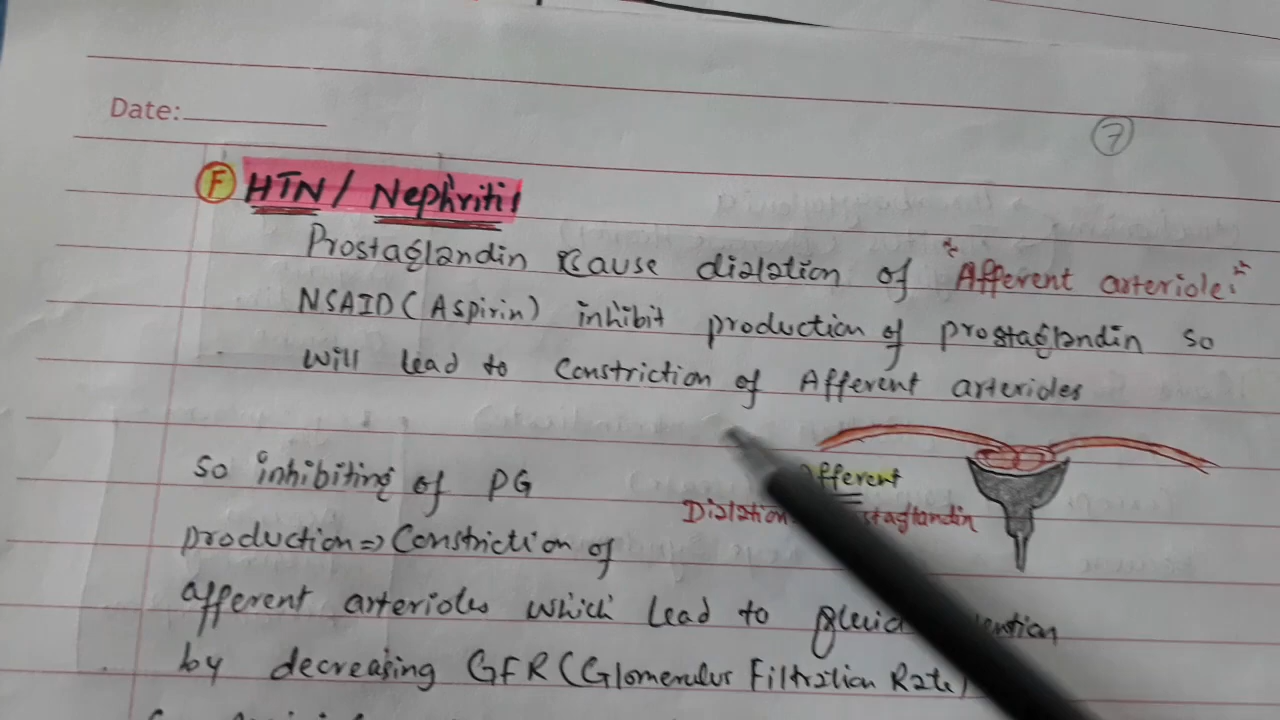 Date:
7
F HTN / Nephritis
Prostaglandin cause dialation of "Afferent arteriole."
NSAID (Aspirin) inhibit production of prostaglandin so
will lead to constriction of Afferent arterioles
so inhibiting of PG
Dialation
production => constriction of
afferent arterioles which lead to
by decreasing GFR (Glomerulus Filtration Rate)